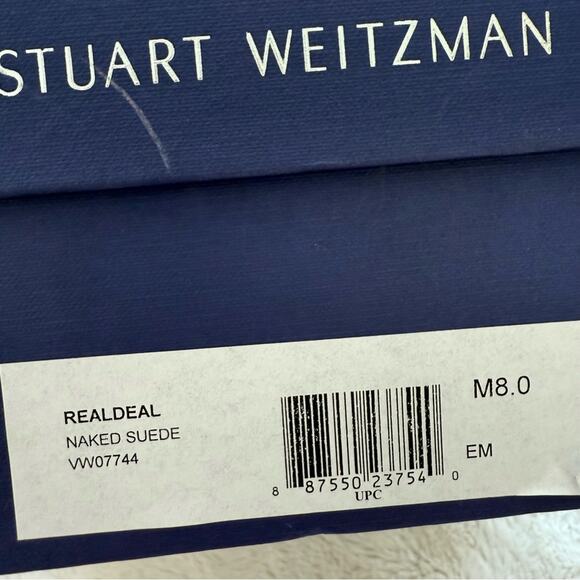 STUART WEITZMAN
REALDEAL
NAKED SUEDE
VW07744
8 87550 23754 0
UPC
M8.0
EM